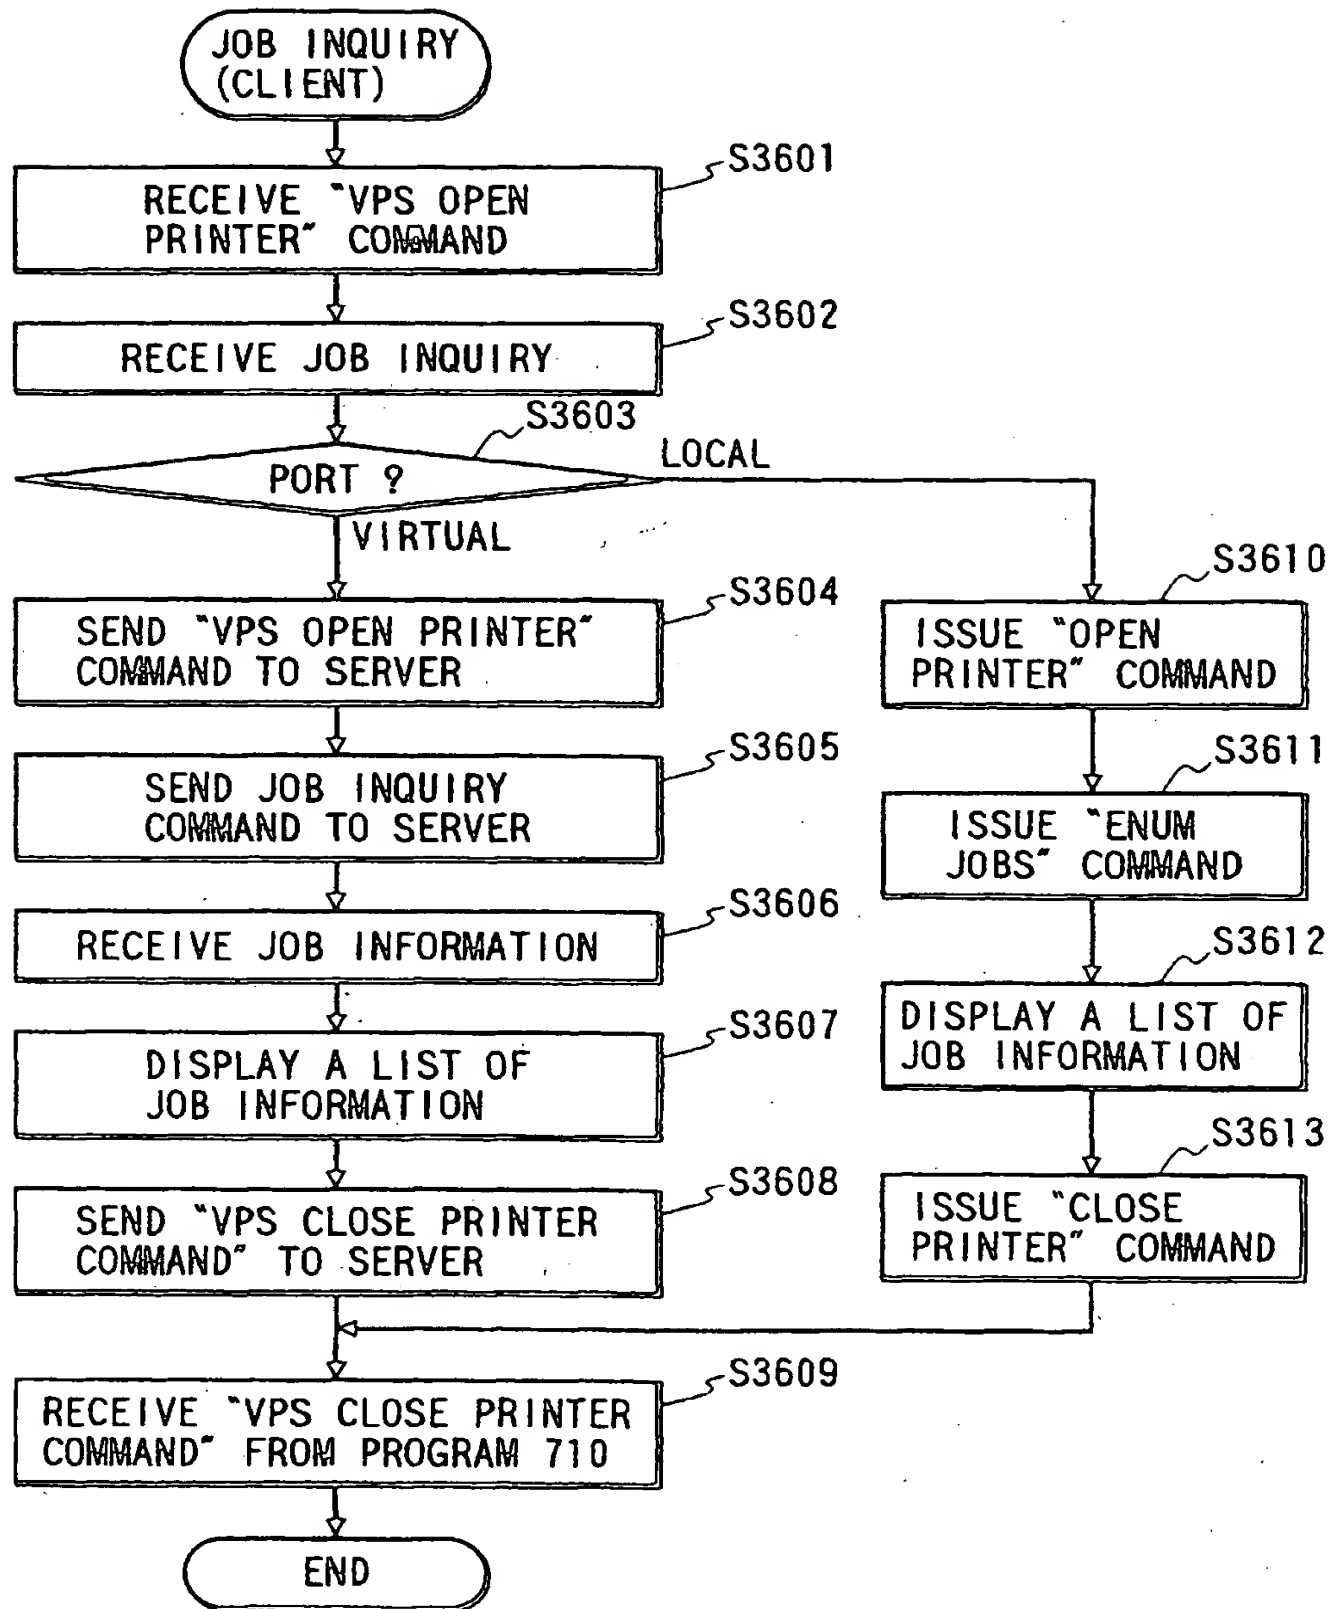 JOB INQUIRY
(CLIENT)
S3601
RECEIVE "VPS OPEN
PRINTER" COMMAND
S3602
RECEIVE JOB INQUIRY
S3603
PORT ?
LOCAL
VIRTUAL
S3604
SEND "VPS OPEN PRINTER"
COMMAND TO SERVER
S3605
SEND JOB INQUIRY
COMMAND TO SERVER
S3606
RECEIVE JOB INFORMATION
S3607
DISPLAY A LIST OF
JOB INFORMATION
S3608
SEND "VPS CLOSE PRINTER
COMMAND" TO SERVER
S3610
ISSUE "OPEN
PRINTER" COMMAND
S3611
ISSUE "ENUM
JOBS" COMMAND
S3612
DISPLAY A LIST OF
JOB INFORMATION
S3613
ISSUE "CLOSE
PRINTER" COMMAND
S3609
RECEIVE "VPS CLOSE PRINTER
COMMAND" FROM PROGRAM 710
END